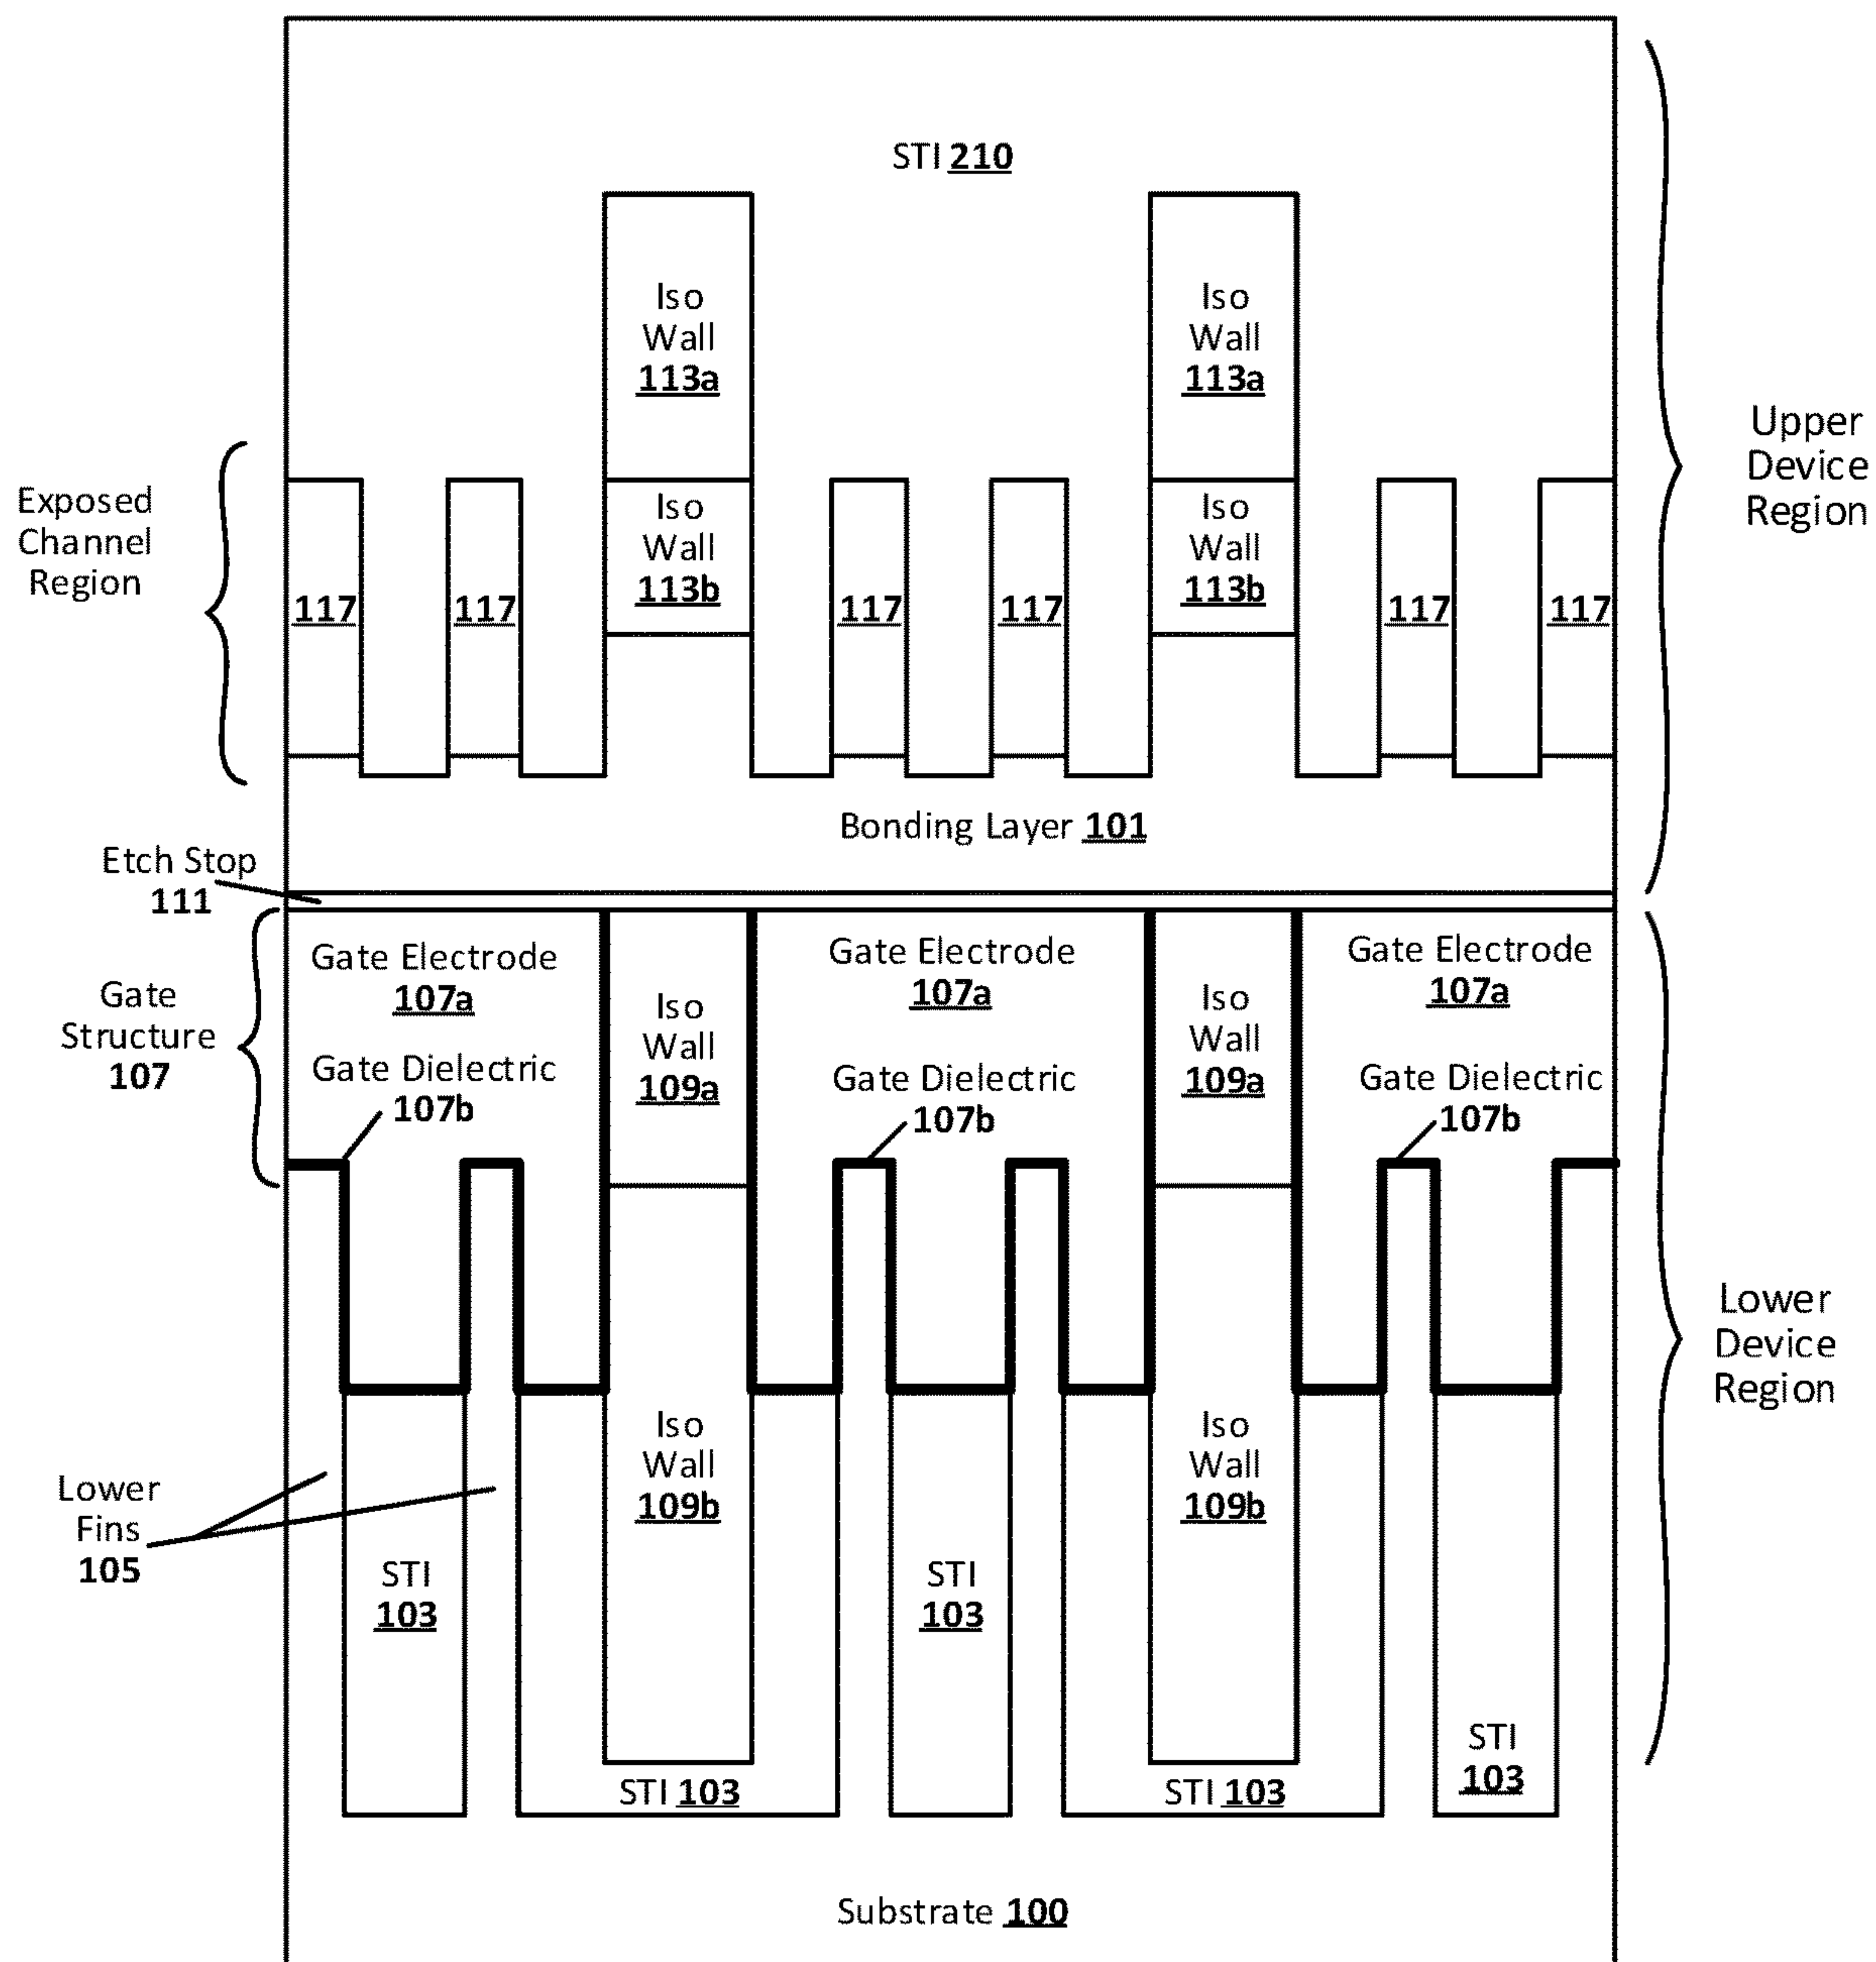 STI 210
Iso
Wall
113a
Iso
Wall
113a
Upper
Device
Region
Exposed
Channel
Region
Iso
Wall
113b
Iso
Wall
113b
117
117
117
117
117
117
Bonding Layer 101
Etch Stop
111
Gate Electrode
107a
Gate Electrode
107a
Gate Electrode
107a
Gate
Structure
107
Iso
Wall
109a
Iso
Wall
109a
Gate Dielectric
107b
Gate Dielectric
107b
Gate Dielectric
107b
Lower
Device
Region
Iso
Wall
109b
Iso
Wall
109b
Lower
Fins
105
STI
103
STI
103
STI
103
STI 103
STI 103
Substrate 100